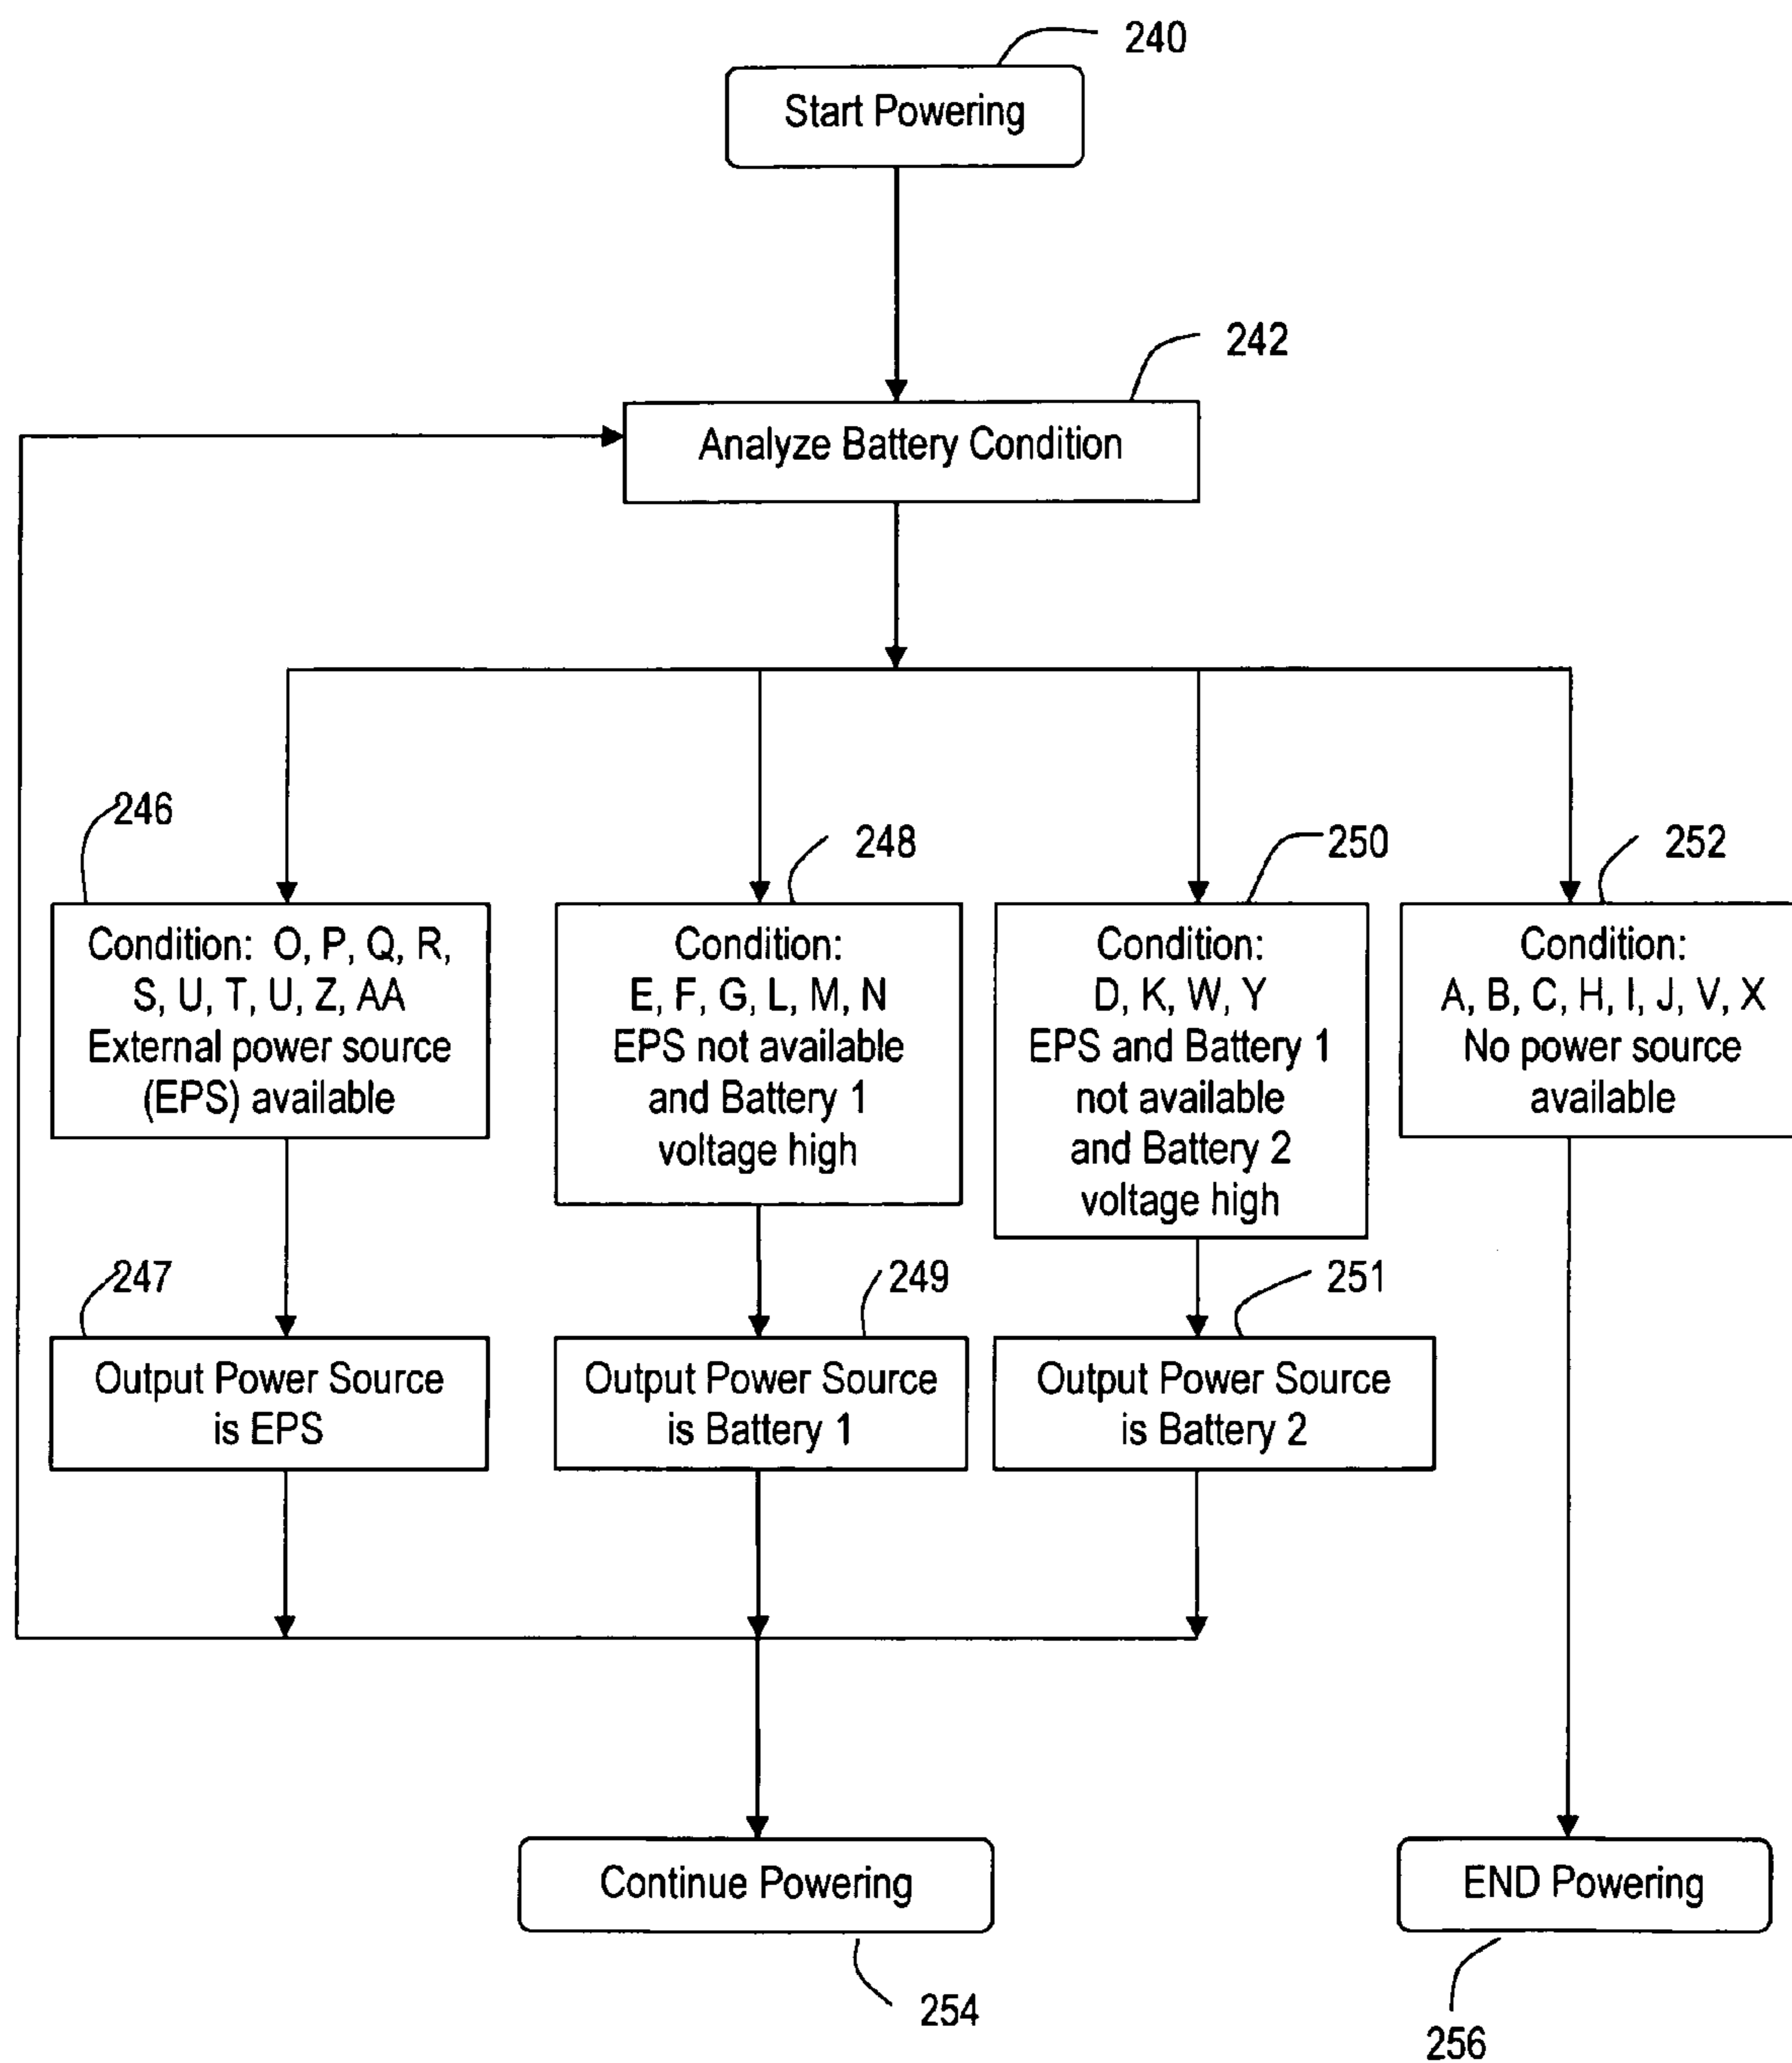 240
Start Powering
242
Analyze Battery Condition
246
248
250
252
Condition: O, P, Q, R,
S, U, T, U, Z, AA
External power source
(EPS) available
Condition:
E, F, G, L, M, N
EPS not available
and Battery 1
voltage high
Condition:
D, K, W, Y
EPS and Battery 1
not available
and Battery 2
voltage high
Condition:
A, B, C, H, I, J, V, X
No power source
available
247
249
251
Output Power Source
is EPS
Output Power Source
is Battery 1
Output Power Source
is Battery 2
Continue Powering
END Powering
254
256